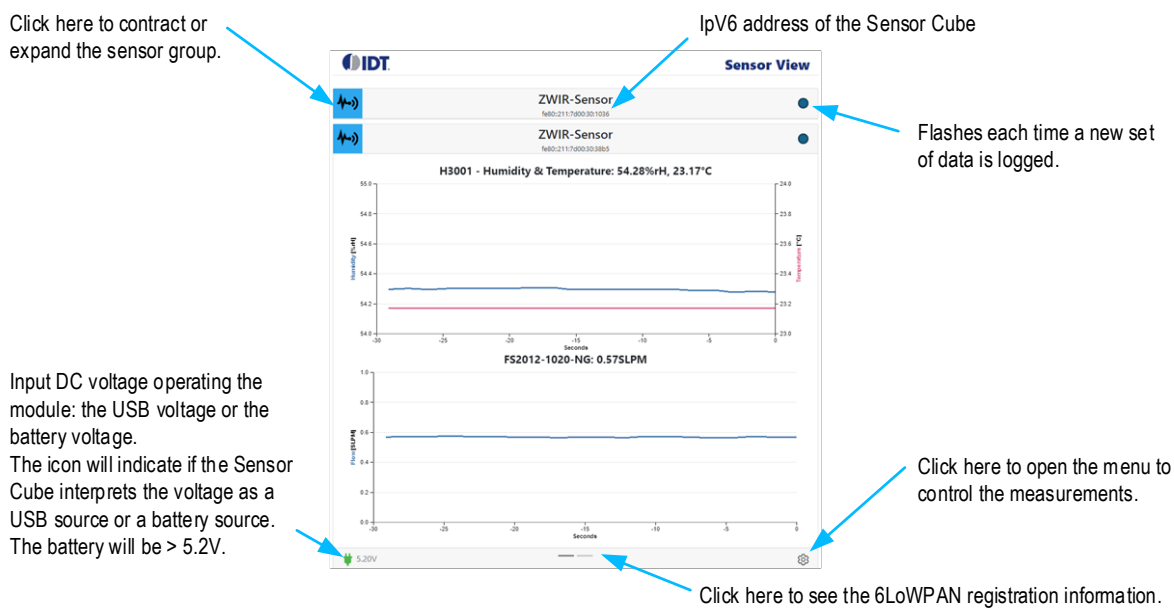 Click here to contract or
expand the sensor group.
IpV6 address of the Sensor Cube
IDT.
Sensor View
ZWIR-Sensor
fe80::211:7d00:30:1036
ZWIR-Sensor
fe80::211:7d00:30:38b5
Flashes each time a new set
of data is logged.
H3001 - Humidity & Temperature: 54.28%rH, 23.17°C
55.0
54.8
54.6
54.4
54.2
54.0
Humidity [%rH]
24.0
23.8
23.6
23.4
23.2
23.0
Temperature [°C]
-30 -25 -20 -15 -10 -5 0
Seconds
FS2012-1020-NG: 0.57SLPM
1.0
0.8
0.6
0.4
0.2
0.0
Flow [SLPM]
-30 -25 -20 -15 -10 -5 0
Seconds
5.20V
Input DC voltage operating the
module: the USB voltage or the
battery voltage.
The icon will indicate if the Sensor
Cube interprets the voltage as a
USB source or a battery source.
The battery will be > 5.2V.
Click here to open the menu to
control the measurements.
Click here to see the 6LoWPAN registration information.